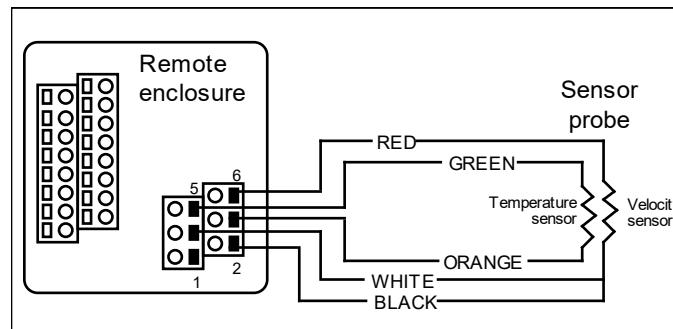 Remote
enclosure
Sensor
probe
RED
GREEN
6
5
Temperature
sensor
Velocit
sensor
ORANGE
WHITE
BLACK
2
1